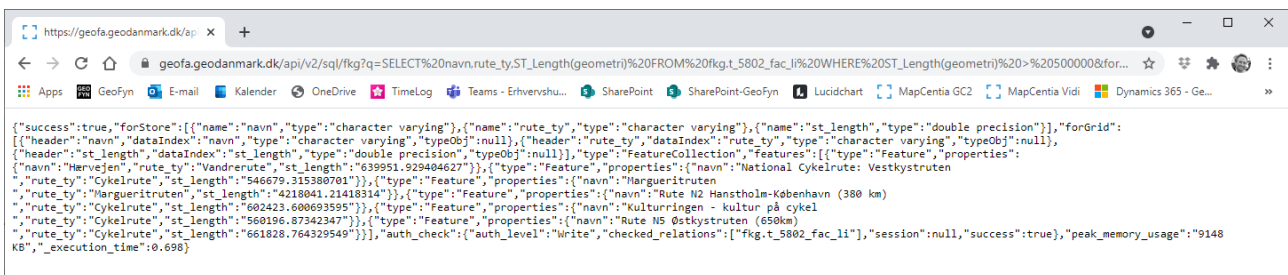 https://geofa.geodanmark.dk/ap
geofa.geodanmark.dk/api/v2/sql/fkg?q=SELECT%20navn,rute_ty,ST_Length(geometri)%20FROM%20fkg.t_5802_fac_li%20WHERE%20ST_Length(geometri)%20>%20500000&for...
Apps GEO FYN GeoFyn E-mail Kalender OneDrive TimeLog Teams - Erhvervshu... SharePoint SharePoint-GeoFyn Lucidchart MapCentia GC2 MapCentia Vidi Dynamics 365 - Ge... »
{"success":true,"forStore":[{"name":"navn","type":"character varying"},{"name":"rute_ty","type":"character varying"},{"name":"st_length","type":"double precision"}],"forGrid":
[{"header":"navn","dataIndex":"navn","type":"character varying","typeObj":null},{"header":"rute_ty","dataIndex":"rute_ty","type":"character varying","typeObj":null},
{"header":"st_length","dataIndex":"st_length","type":"double precision","typeObj":null}],"type":"FeatureCollection","features":[{"type":"Feature","properties":
{"navn":"Hærvejen","rute_ty":"Vandrerute","st_length":"639951.929404627"}},{"type":"Feature","properties":{"navn":"National Cykelrute: Vestkystruten
","rute_ty":"Cykelrute","st_length":"546679.315380701"}},{"type":"Feature","properties":{"navn":"Margueritruten
","rute_ty":"Margueritruten","st_length":"4218041.21418314"}},{"type":"Feature","properties":{"navn":"Rute N2 Hanstholm-København (380 km)
","rute_ty":"Cykelrute","st_length":"602423.600693595"}},{"type":"Feature","properties":{"navn":"Kulturringen - kultur på cykel
","rute_ty":"Cykelrute","st_length":"560196.87342347"}},{"type":"Feature","properties":{"navn":"Rute N5 Østkystruten (650km)
","rute_ty":"Cykelrute","st_length":"661828.764329549"}}],"auth_check":{"auth_level":"Write","checked_relations":["fkg.t_5802_fac_li"],"session":null,"success":true},"peak_memory_usage":"9148
KB","_execution_time":0.698}